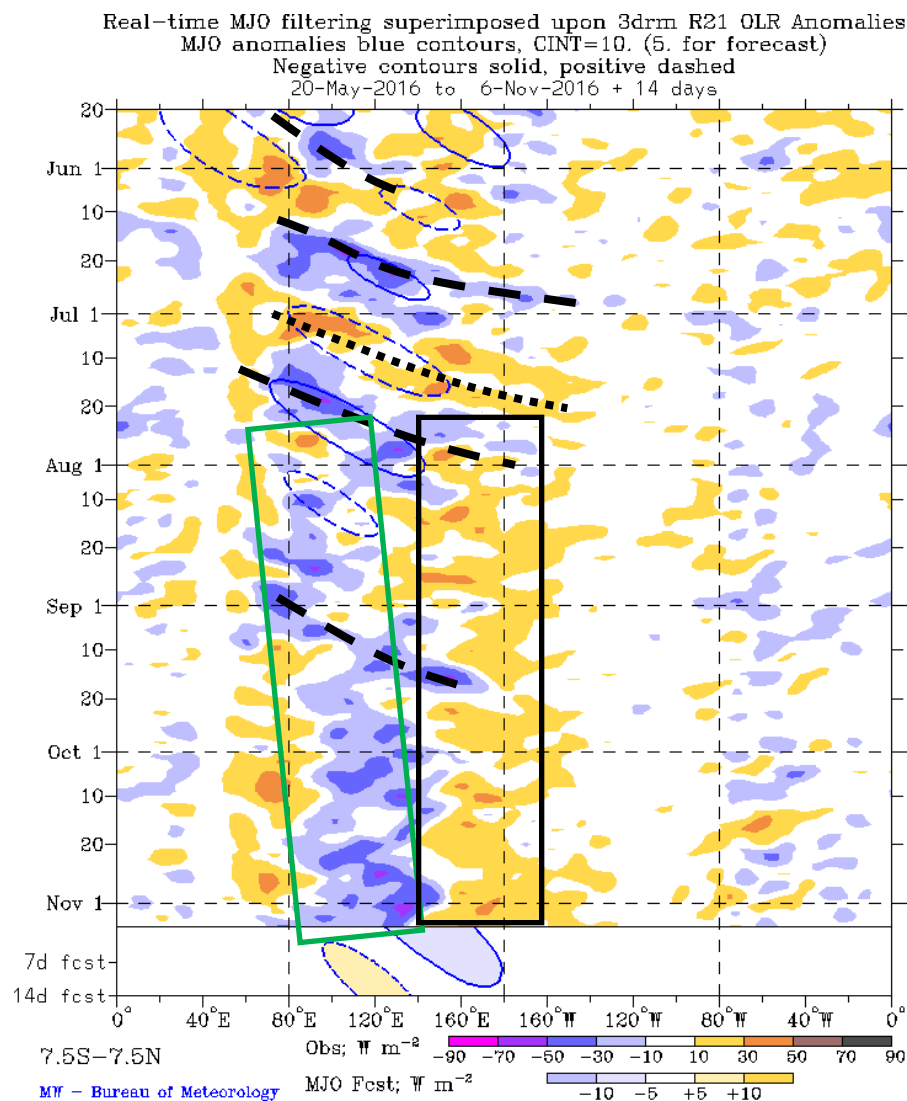 Real-time MJO filtering superimposed upon 3drm R21 OLR Anomalies
MJO anomalies blue contours, CINT=10. (5. for forecast)
Negative contours solid, positive dashed
20-May-2016 to 6-Nov-2016 + 14 days
20
Jun 1
10
20
Jul 1
10
20
Aug 1
10
20
Sep 1
10
20
Oct 1
10
20
Nov 1
7d fcst
14d fcst
0° 40°E 80°E 120°E 160°E 160°W 120°W 80°W 40°W 0°
7.5S-7.5N
Obs; W m⁻² -90 -70 -50 -30 -10 10 30 50 70 90
MW - Bureau of Meteorology
MJO Fcst; W m⁻² -10 -5 +5 +10